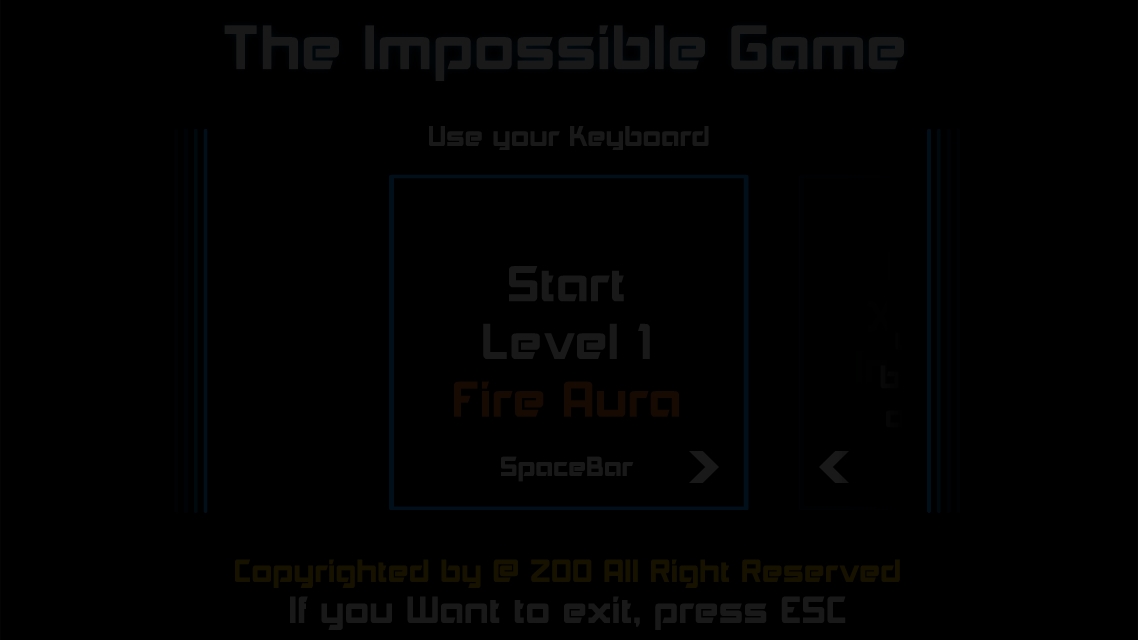 The Impossible Game
Use your Keyboard
Start
Level 1
Fire Aura
SpaceBar
Copyrighted by @ ZOO All Right Reserved
If you Want to exit, press ESC